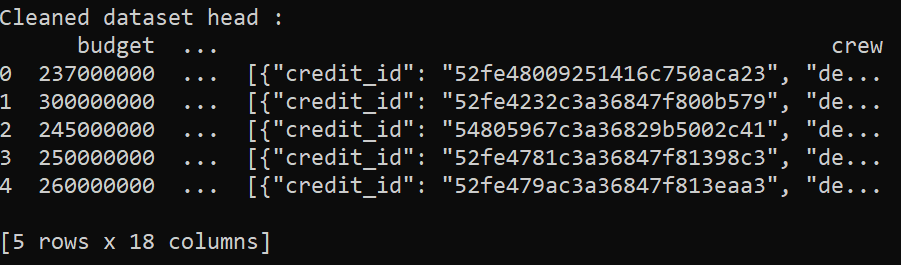 Cleaned dataset head :
budget ... crew
0 237000000 ... [{"credit_id": "52fe48009251416c750aca23", "de...
1 300000000 ... [{"credit_id": "52fe4232c3a36847f800b579", "de...
2 245000000 ... [{"credit_id": "54805967c3a36829b5002c41", "de...
3 250000000 ... [{"credit_id": "52fe4781c3a36847f81398c3", "de...
4 260000000 ... [{"credit_id": "52fe479ac3a36847f813eaa3", "de...
[5 rows x 18 columns]